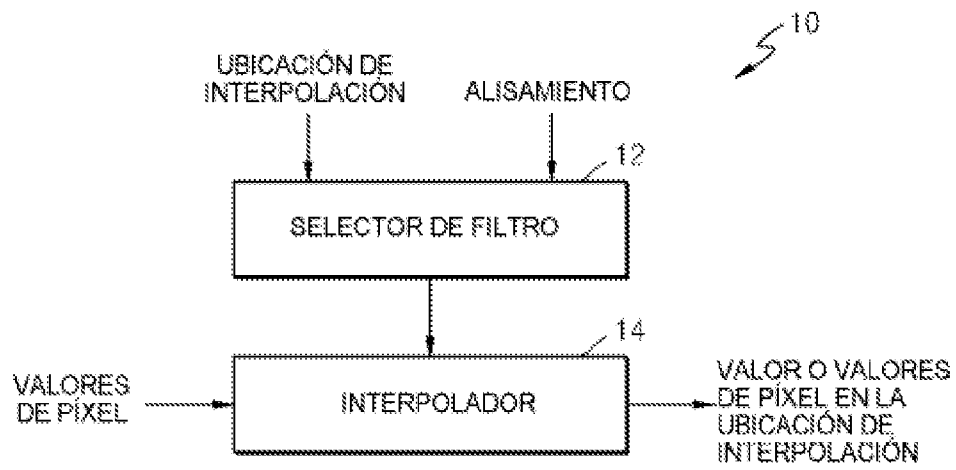 10
UBICACIÓN DE
INTERPOLACIÓN
ALISAMIENTO
12
SELECTOR DE FILTRO
14
VALORES
DE PÍXEL
INTERPOLADOR
VALOR O VALORES
DE PÍXEL EN LA
UBICACIÓN DE
INTERPOLACIÓN